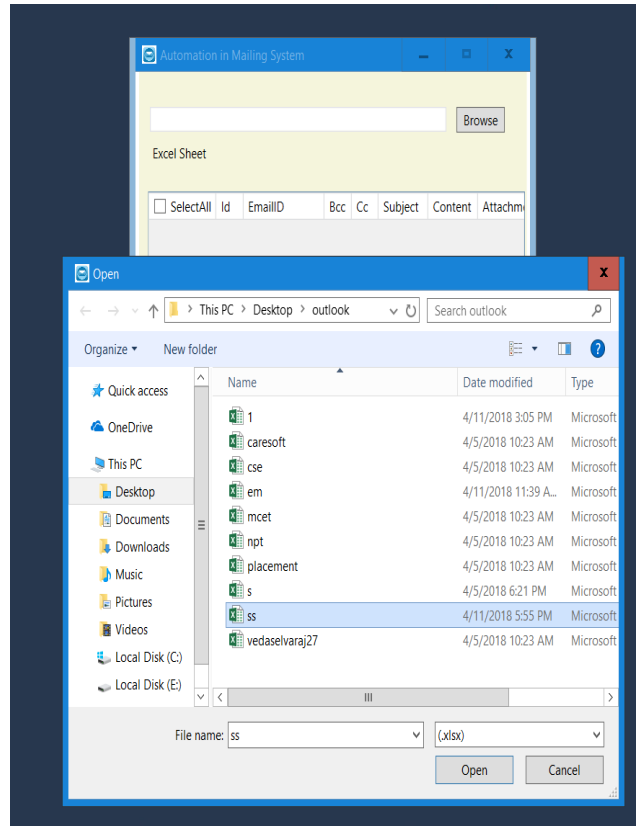 Automation in Mailing System
Browse
Excel Sheet
SelectAll Id EmailID Bcc Cc Subject Content Attachm
Open
This PC > Desktop > outlook Search outlook
Organize New folder
Name Date modified Type
Quick access
OneDrive
This PC
Desktop
Documents
Downloads
Music
Pictures
Videos
Local Disk (C:)
Local Disk (E:)
1 4/11/2018 3:05 PM Microsoft
caresoft 4/5/2018 10:23 AM Microsoft
cse 4/5/2018 10:23 AM Microsoft
em 4/11/2018 11:39 A... Microsoft
mcet 4/5/2018 10:23 AM Microsoft
npt 4/5/2018 10:23 AM Microsoft
placement 4/5/2018 10:23 AM Microsoft
s 4/5/2018 6:21 PM Microsoft
ss 4/11/2018 5:55 PM Microsoft
vedaselvaraj27 4/5/2018 10:23 AM Microsoft
File name: ss (.xlsx)
Open Cancel